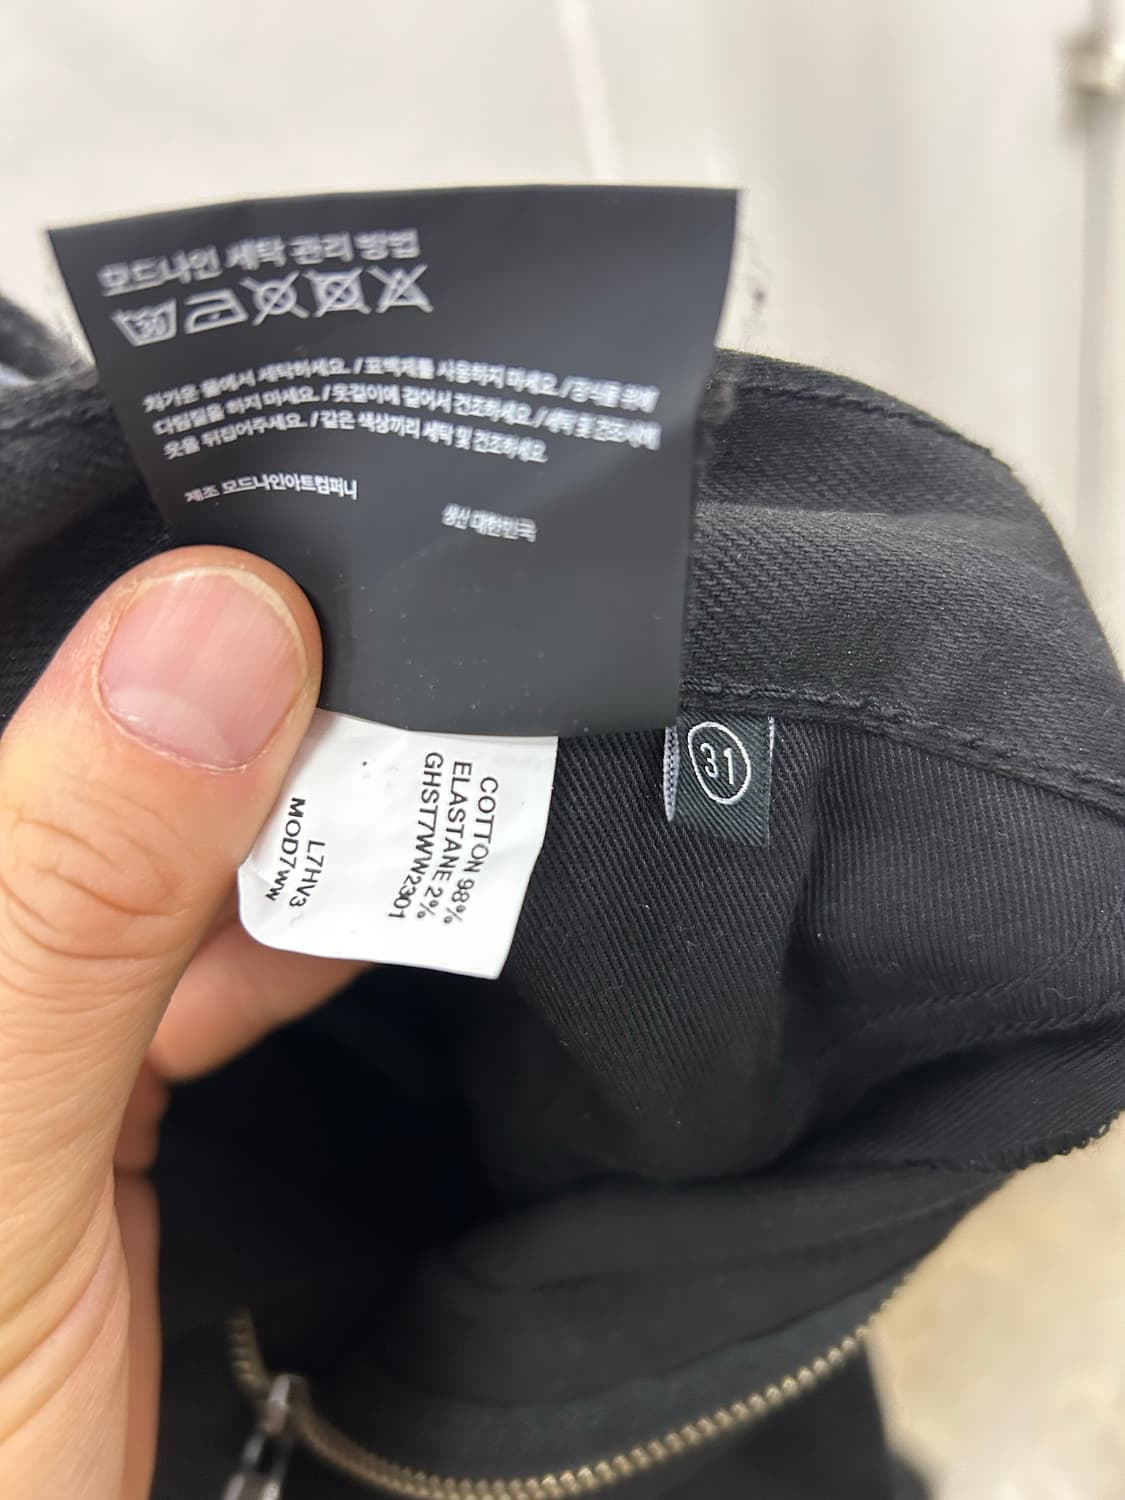 모드나인 세탁 관리 방법
30
차가운 물에서 세탁하세요. / 표백제를 사용하지 마세요. / 장식물 위에
다림질을 하지 마세요. / 옷걸이에 걸어서 건조하세요. / 세탁 및 건조시에
옷을 뒤집어주세요. / 같은 색상끼리 세탁 및 건조하세요.
제조 모드나인아트컴퍼니
생산 대한민국
31
COTTON 98%
ELASTANE 2%
GHST7WW2301
L7HV3
MOD7WW